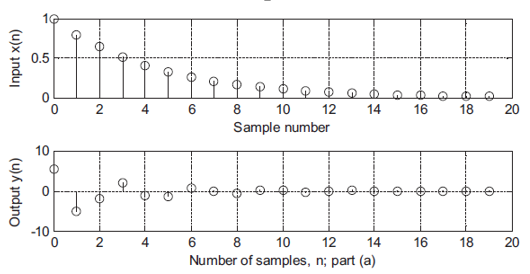 1
0.5
0
Input x(n)
0 2 4 6 8 10 12 14 16 18 20
Sample number
10
0
-10
Output y(n)
0 2 4 6 8 10 12 14 16 18 20
Number of samples, n; part (a)